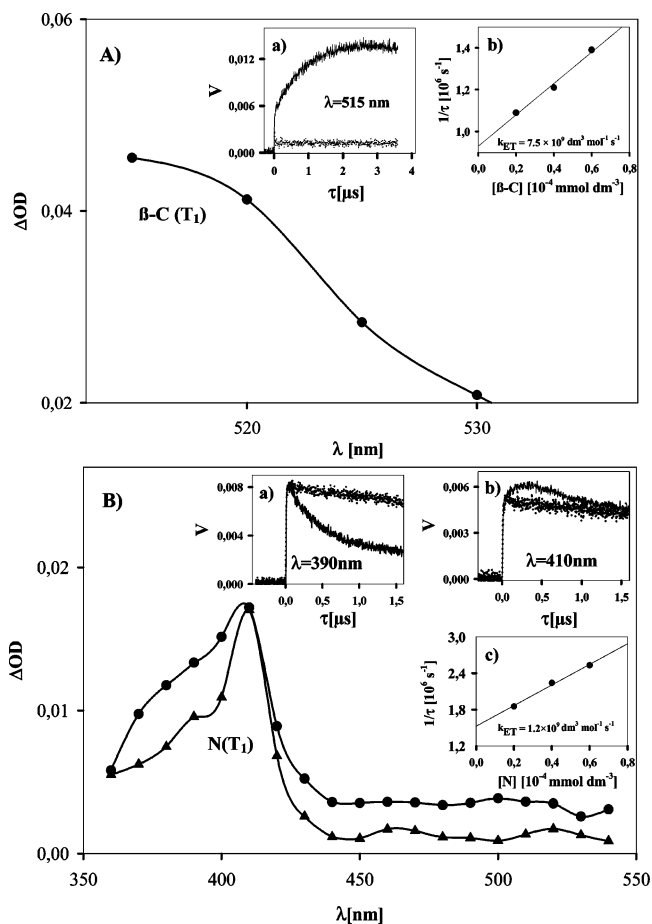 0,06
A)
a)
0,012
0,006
0,000
V
λ=515 nm
0 1 2 3 4
τ[μs]
b)
1,4
1,2
1,0
1/τ [10⁶ s⁻¹]
k_ET = 7.5 × 10⁹ dm³ mol⁻¹ s⁻¹
0,0 0,2 0,4 0,6 0,8
[ß-C] [10⁻⁴ mmol dm⁻³]
0,04
ß-C (T₁)
ΔOD
0,02
520 530
λ [nm]
B)
a)
0,008
0,004
0,000
V
λ=390nm
0,0 0,5 1,0 1,5
τ[μs]
b)
0,006
0,003
0,000
V
λ=410nm
0,0 0,5 1,0 1,5
τ[μs]
0,02
c)
3,0
2,4
1,8
1,2
1/τ [10⁶ s⁻¹]
k_ET = 1.2×10⁹ dm³ mol⁻¹ s⁻¹
0,0 0,2 0,4 0,6 0,8
[N] [10⁻⁴ mmol dm⁻³]
0,01
ΔOD
N(T₁)
0,00
350 400 450 500 550
λ[nm]